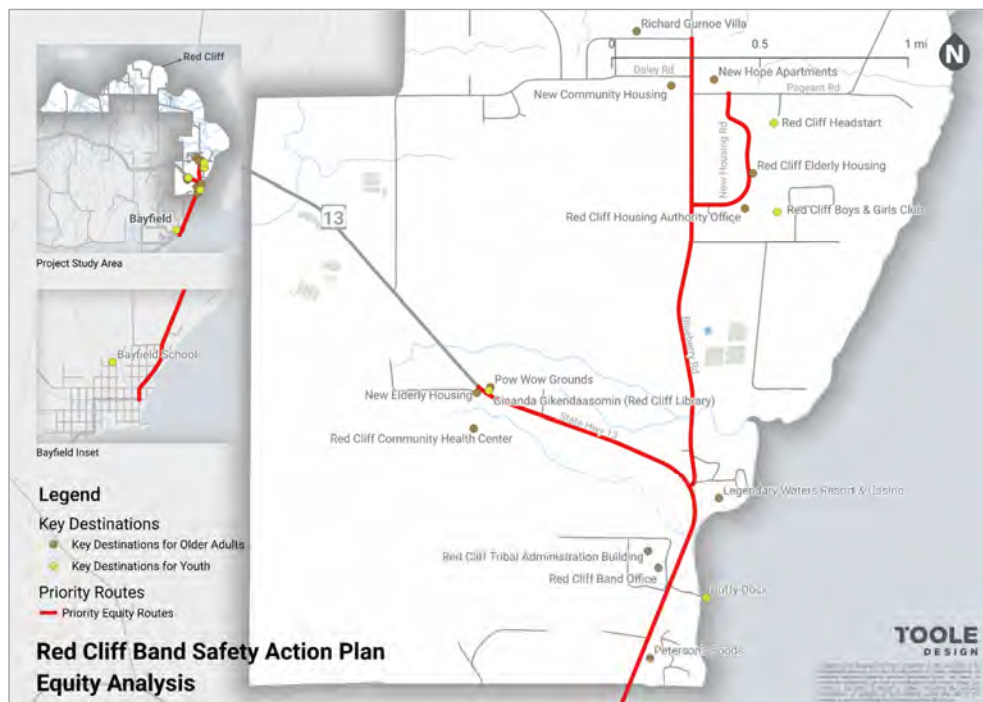 Richard Gurnoe Villa
0 0.5 1 mi
N
Daley Rd
New Hope Apartments
Pageant Rd
New Community Housing
Red Cliff Headstart
New Housing Rd
Red Cliff Elderly Housing
Red Cliff Housing Authority Office
Red Cliff Boys & Girls Club
13
Blueberry Rd
Pow Wow Grounds
New Elderly Housing
Ginanda Gikendaasomin (Red Cliff Library)
State Hwy 13
Red Cliff Community Health Center
Legendary Waters Resort & Casino
Red Cliff Tribal Administration Building
Red Cliff Band Office
Buffy Dock
Peterson's Foods
Red Cliff
Bayfield
Project Study Area
Bayfield School
Bayfield Inset
Legend
Key Destinations
Key Destinations for Older Adults
Key Destinations for Youth
Priority Routes
Priority Equity Routes
Red Cliff Band Safety Action Plan
Equity Analysis
TOOLE
DESIGN